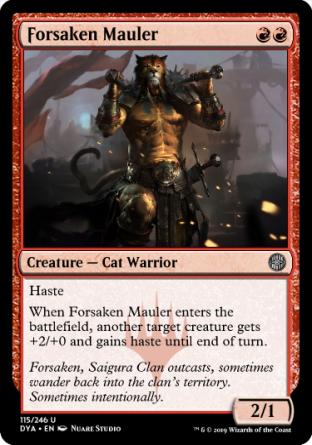 Forsaken Mauler
Creature — Cat Warrior
Haste
When Forsaken Mauler enters the
battlefield, another target creature gets
+2/+0 and gains haste until end of turn.
Forsaken, Saigura Clan outcasts, sometimes
wander back into the clan's territory.
Sometimes intentionally.
2/1
115/246 U
DYA • EN NUARE STUDIO
™ & © 2019 Wizards of the Coast